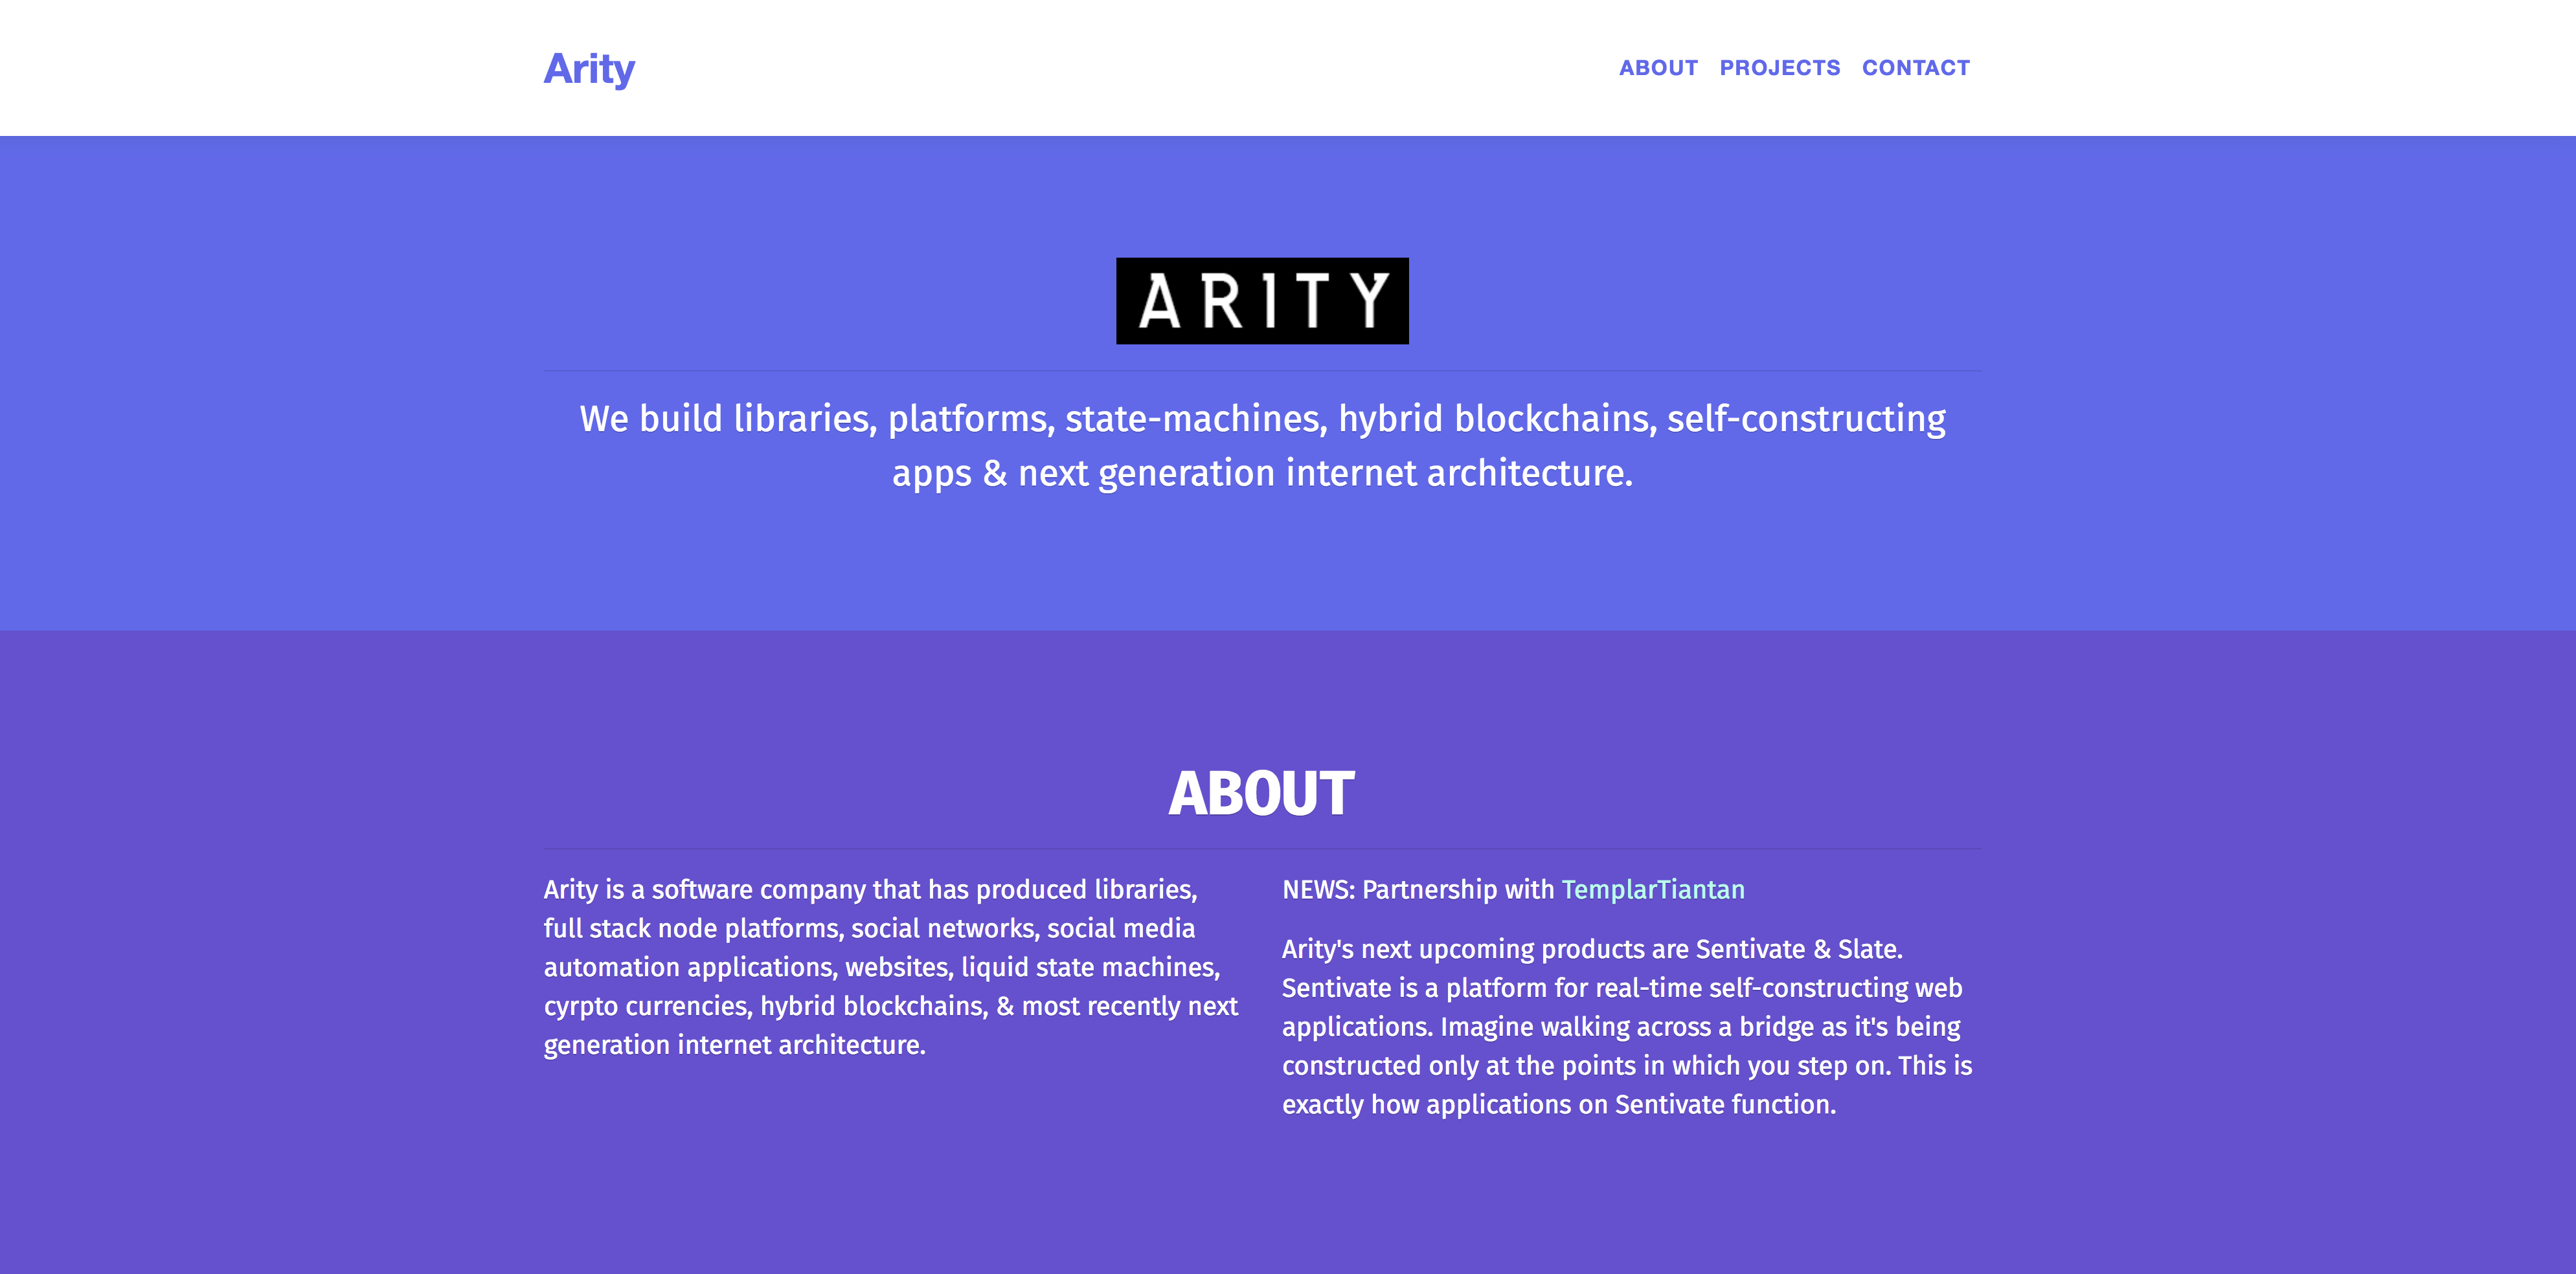 Arity
ABOUT PROJECTS CONTACT
ARITY
We build libraries, platforms, state-machines, hybrid blockchains, self-constructing
apps & next generation internet architecture.
ABOUT
Arity is a software company that has produced libraries,
full stack node platforms, social networks, social media
automation applications, websites, liquid state machines,
cyrpto currencies, hybrid blockchains, & most recently next
generation internet architecture.
NEWS: Partnership with TemplarTiantan
Arity's next upcoming products are Sentivate & Slate.
Sentivate is a platform for real-time self-constructing web
applications. Imagine walking across a bridge as it's being
constructed only at the points in which you step on. This is
exactly how applications on Sentivate function.